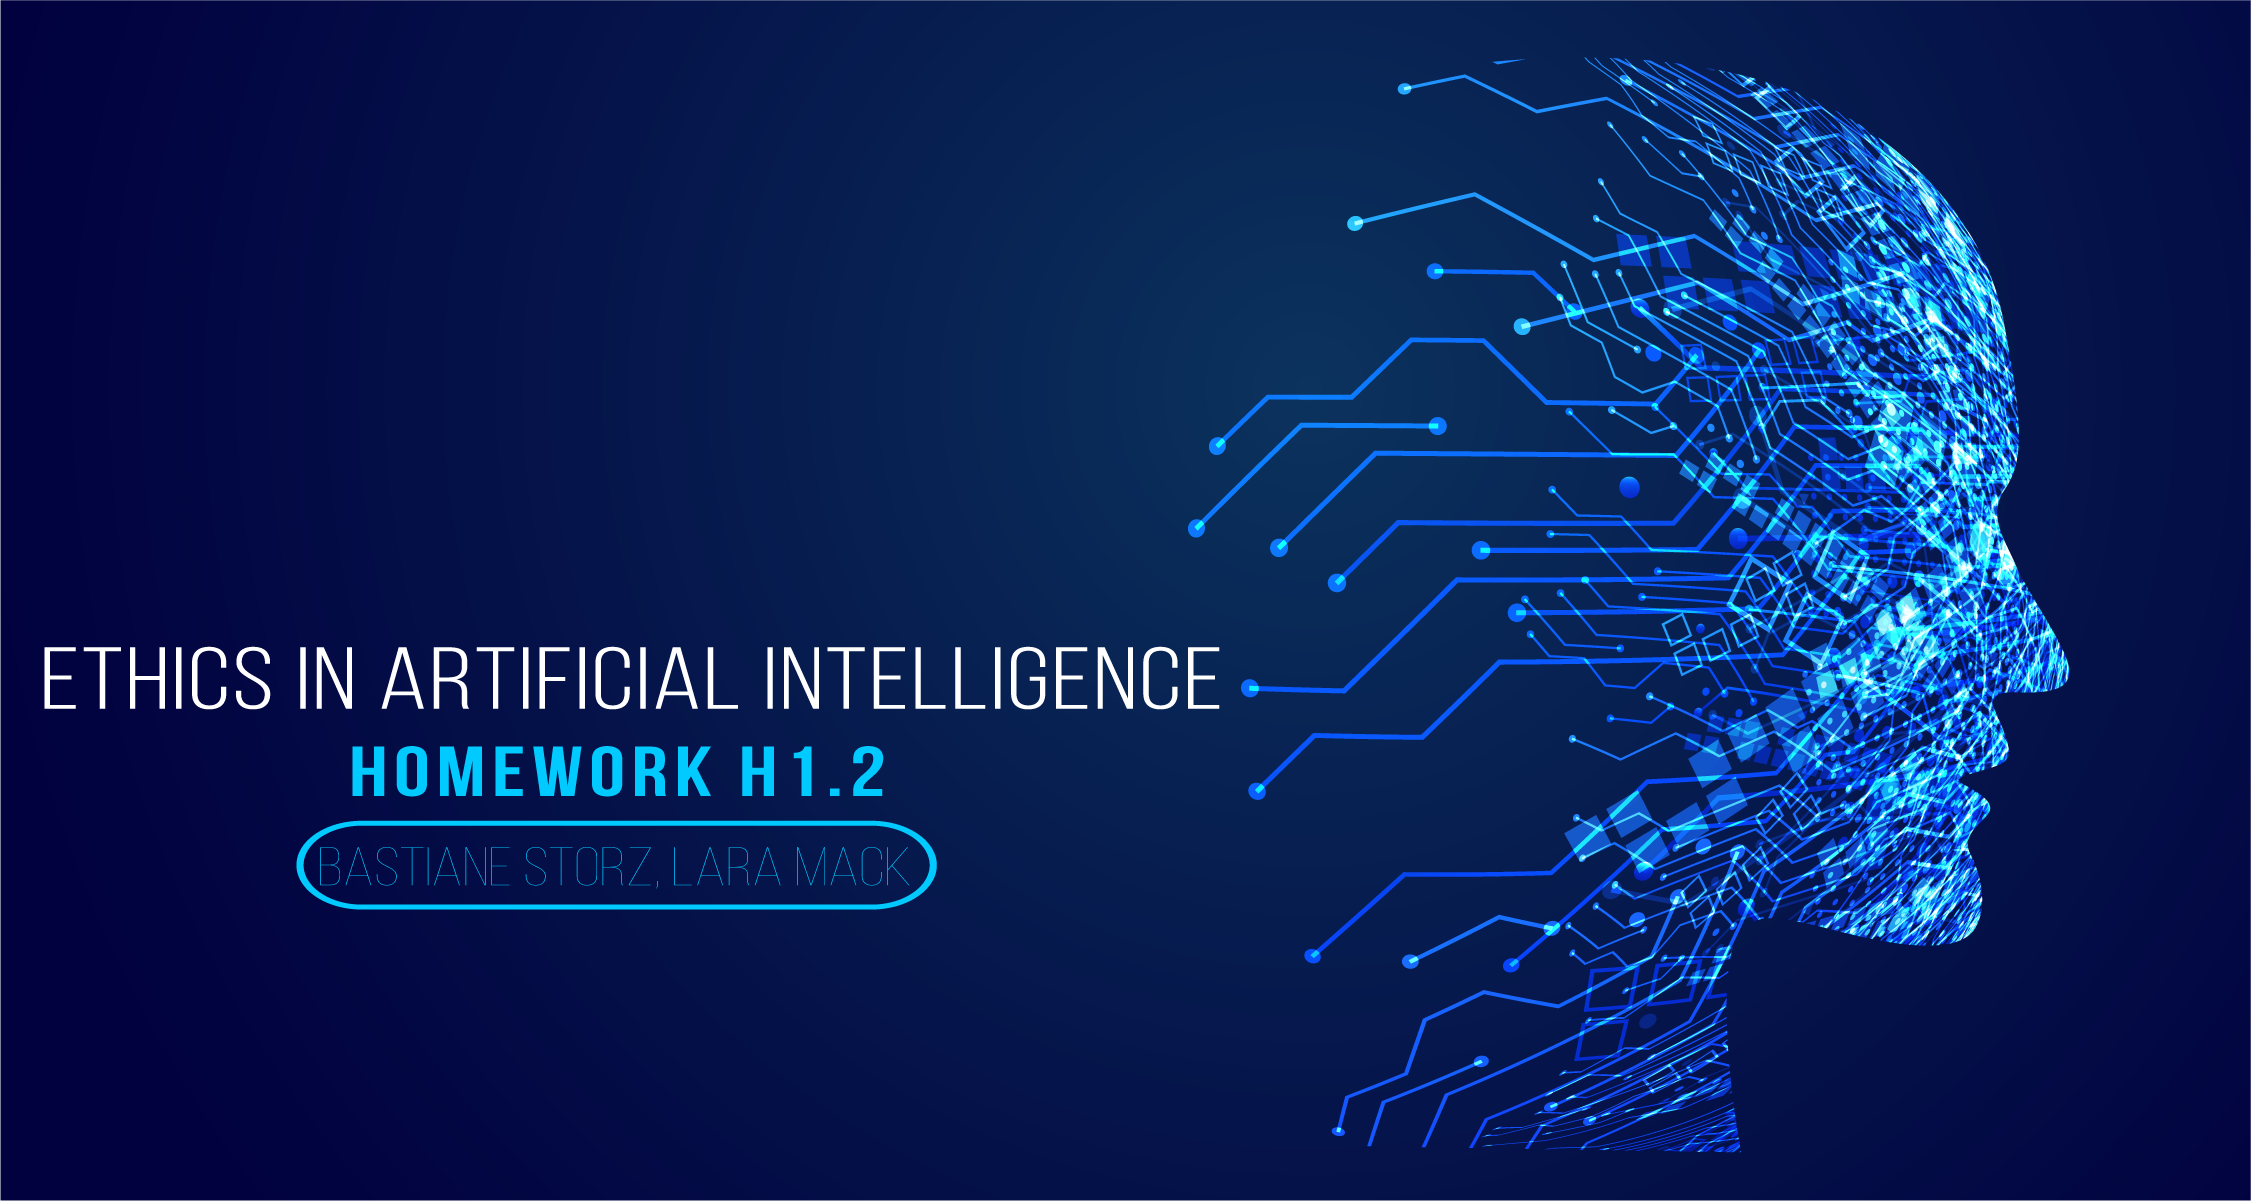 ETHICS IN ARTIFICIAL INTELLIGENCE
HOMEWORK H1.2
BASTIANE STORZ, LARA MACK